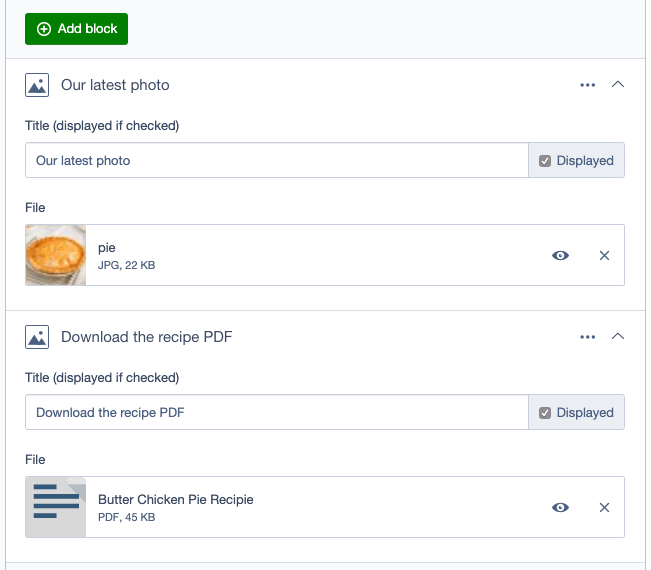 Add block
Our latest photo
Title (displayed if checked)
Our latest photo
Displayed
File
pie
JPG, 22 KB
Download the recipe PDF
Title (displayed if checked)
Download the recipe PDF
Displayed
File
Butter Chicken Pie Recipie
PDF, 45 KB